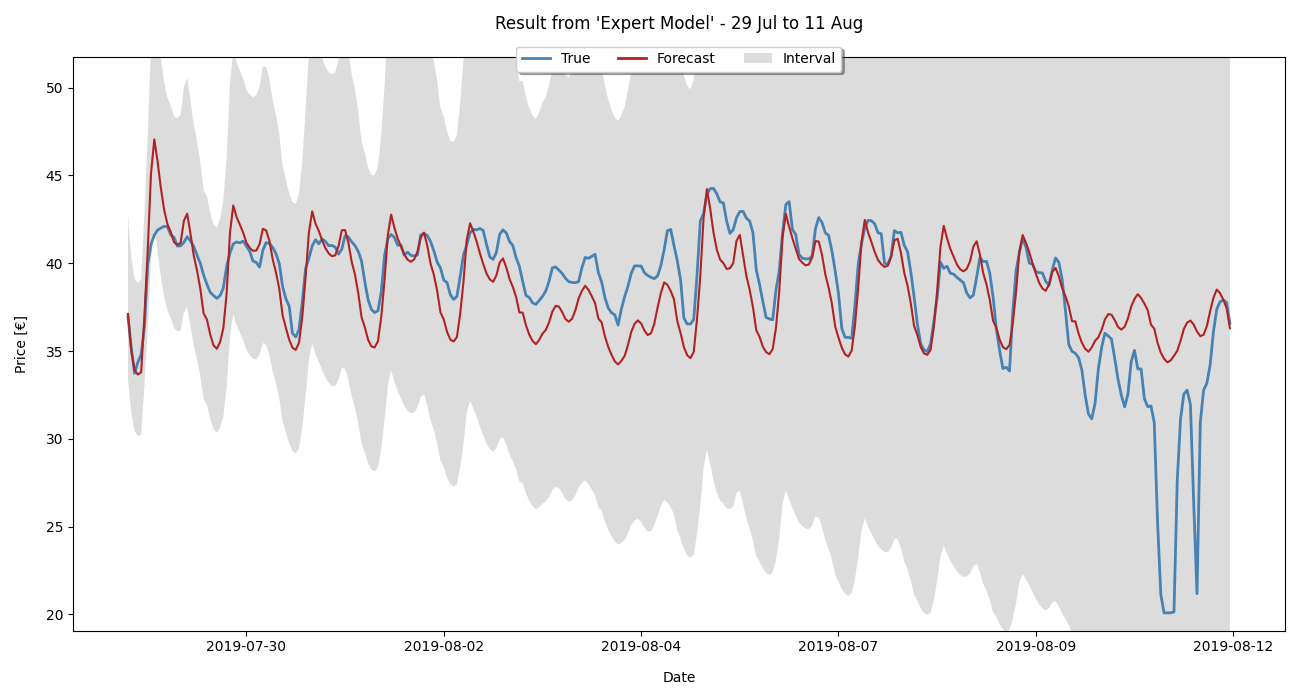 Result from 'Expert Model' - 29 Jul to 11 Aug
True Forecast Interval
50
45
40
35
30
25
20
Price [€]
2019-07-30 2019-08-02 2019-08-04 2019-08-07 2019-08-09 2019-08-12
Date